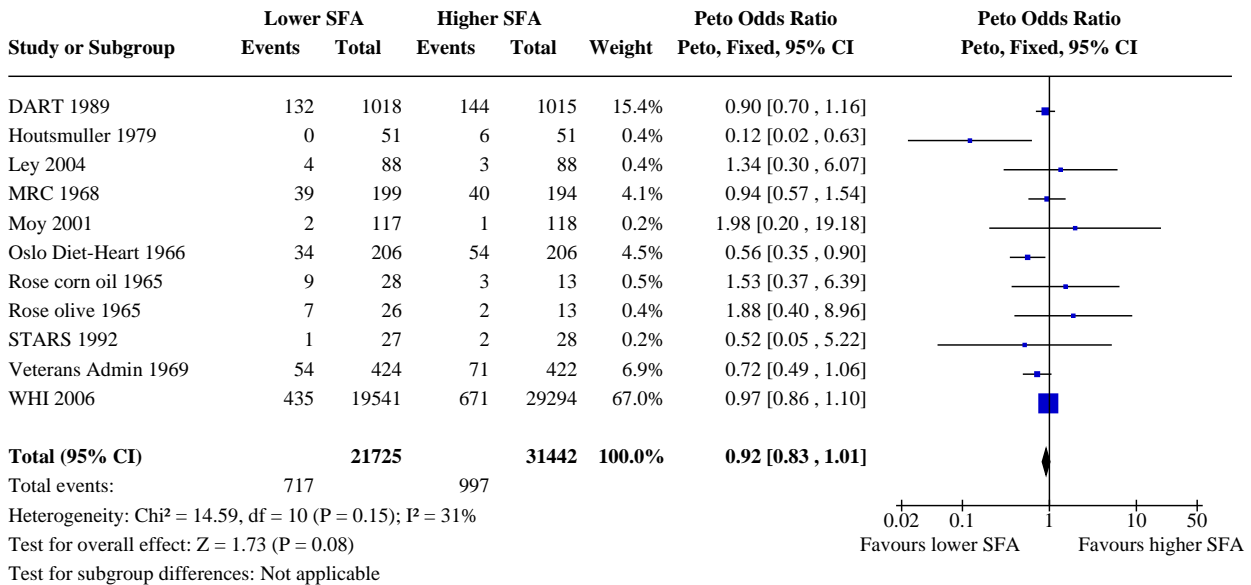 Lower SFA Higher SFA Peto Odds Ratio Peto Odds Ratio
Study or Subgroup Events Total Events Total Weight Peto, Fixed, 95% CI Peto, Fixed, 95% CI
DART 1989 132 1018 144 1015 15.4% 0.90 [0.70 , 1.16]
Houtsmuller 1979 0 51 6 51 0.4% 0.12 [0.02 , 0.63]
Ley 2004 4 88 3 88 0.4% 1.34 [0.30 , 6.07]
MRC 1968 39 199 40 194 4.1% 0.94 [0.57 , 1.54]
Moy 2001 2 117 1 118 0.2% 1.98 [0.20 , 19.18]
Oslo Diet-Heart 1966 34 206 54 206 4.5% 0.56 [0.35 , 0.90]
Rose corn oil 1965 9 28 3 13 0.5% 1.53 [0.37 , 6.39]
Rose olive 1965 7 26 2 13 0.4% 1.88 [0.40 , 8.96]
STARS 1992 1 27 2 28 0.2% 0.52 [0.05 , 5.22]
Veterans Admin 1969 54 424 71 422 6.9% 0.72 [0.49 , 1.06]
WHI 2006 435 19541 671 29294 67.0% 0.97 [0.86 , 1.10]
Total (95% CI) 21725 31442 100.0% 0.92 [0.83 , 1.01]
Total events: 717 997
Heterogeneity: Chi² = 14.59, df = 10 (P = 0.15); I² = 31%
0.02 0.1 1 10 50
Test for overall effect: Z = 1.73 (P = 0.08)
Favours lower SFA Favours higher SFA
Test for subgroup differences: Not applicable